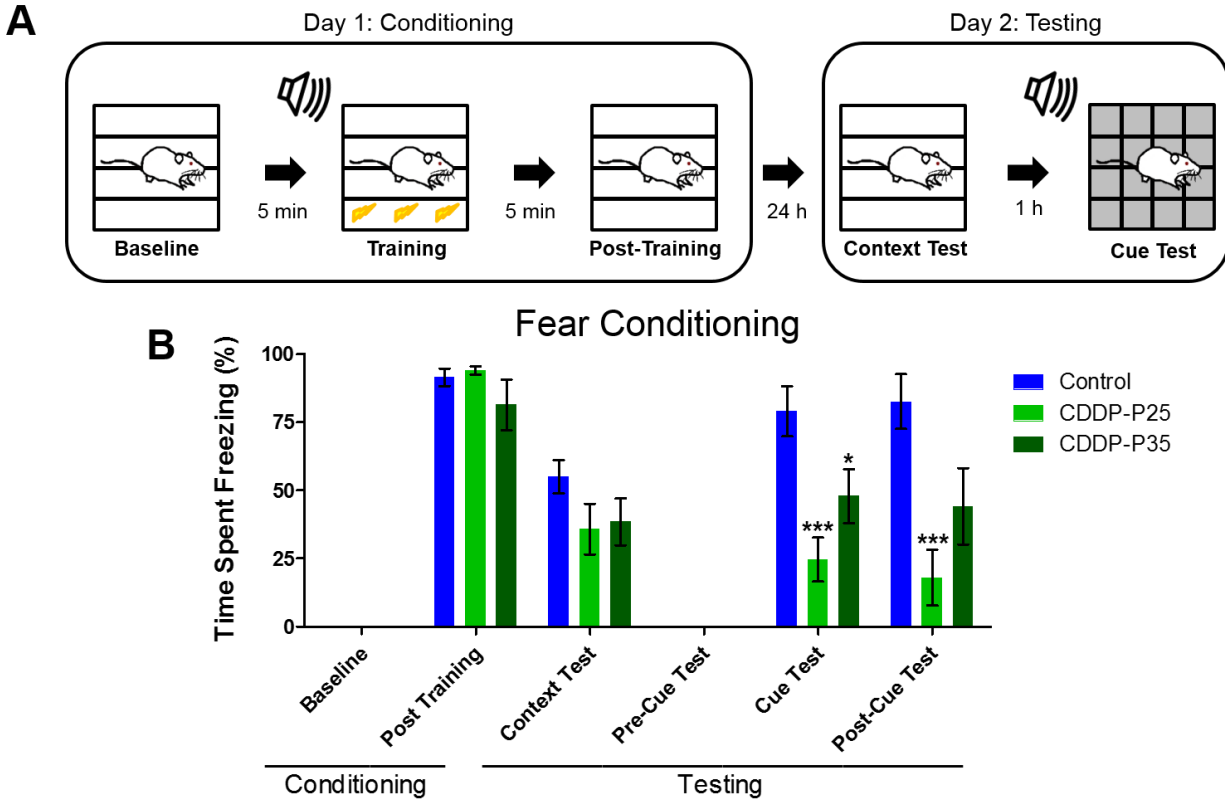 A
Day 1: Conditioning
Day 2: Testing
5 min
5 min
24 h
1 h
Baseline
Training
Post-Training
Context Test
Cue Test
B
Fear Conditioning
Time Spent Freezing (%)
100
75
50
25
0
***
*
***
Control
CDDP-P25
CDDP-P35
Baseline
Post Training
Context Test
Pre-Cue Test
Cue Test
Post-Cue Test
Conditioning
Testing